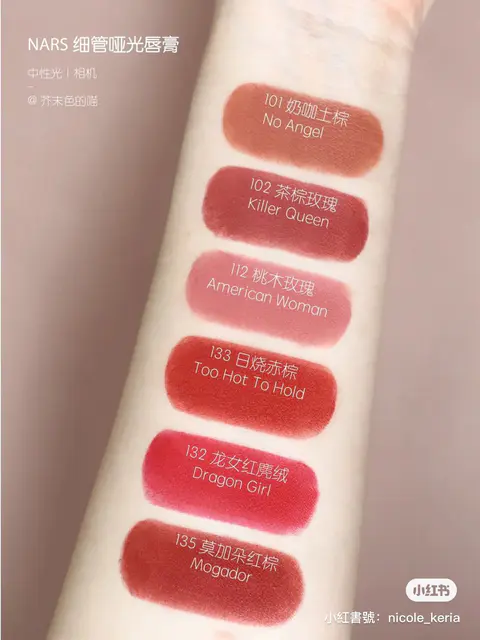 NARS 细管哑光唇膏
中性光 | 相机
-
@ 芥末色的喵
101 奶咖土棕
No Angel
102 茶棕玫瑰
Killer Queen
112 桃木玫瑰
American Woman
133 日烧赤棕
Too Hot To Hold
132 龙女红麂绒
Dragon Girl
135 莫加朵红棕
Mogador
小红书
小紅書號：nicole_keria